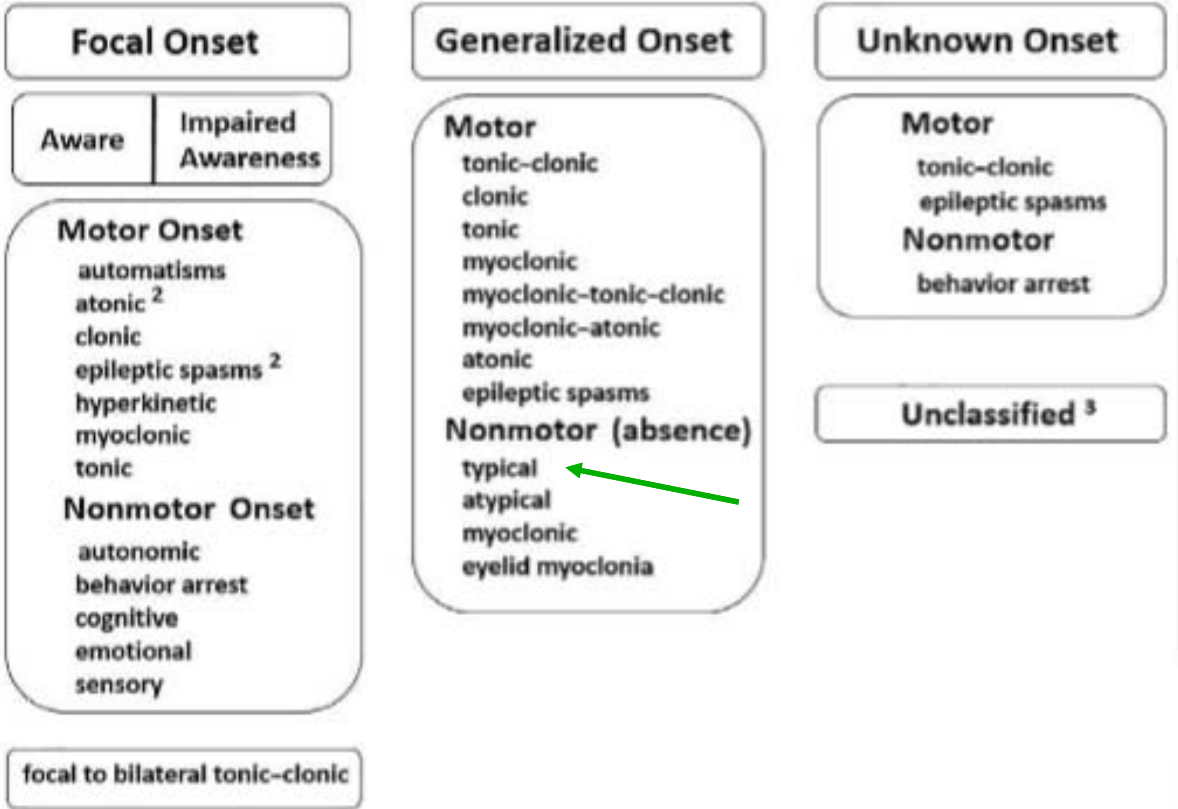 Focal Onset
Aware
Impaired
Awareness
Motor Onset
automatisms
atonic ²
clonic
epileptic spasms ²
hyperkinetic
myoclonic
tonic
Nonmotor Onset
autonomic
behavior arrest
cognitive
emotional
sensory
focal to bilateral tonic–clonic
Generalized Onset
Motor
tonic–clonic
clonic
tonic
myoclonic
myoclonic–tonic–clonic
myoclonic–atonic
atonic
epileptic spasms
Nonmotor (absence)
typical
atypical
myoclonic
eyelid myoclonia
Unknown Onset
Motor
tonic–clonic
epileptic spasms
Nonmotor
behavior arrest
Unclassified ³